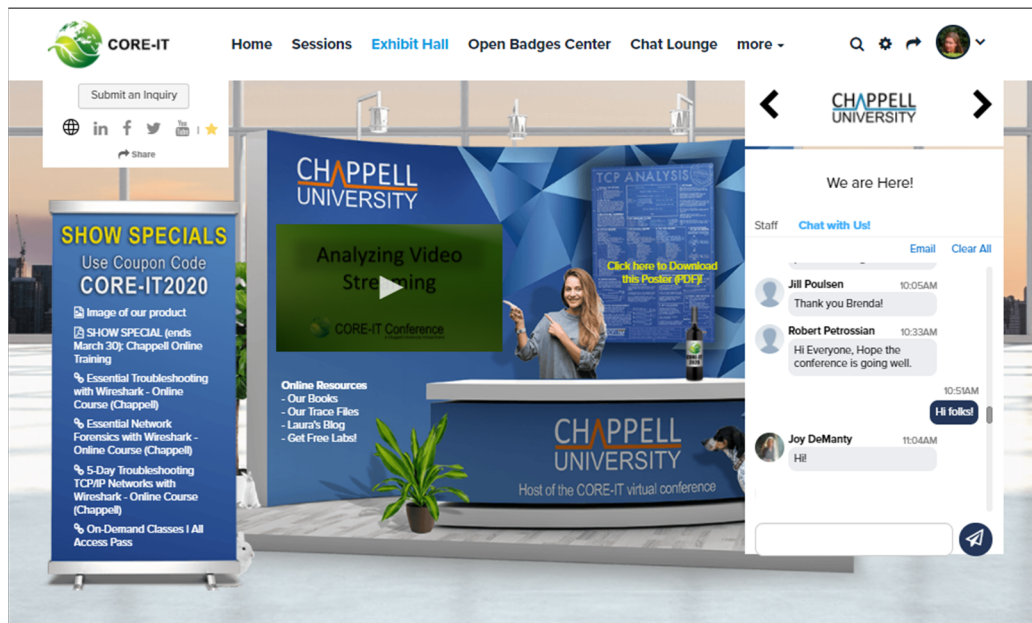 CORE-IT
Home Sessions Exhibit Hall Open Badges Center Chat Lounge more
Submit an Inquiry
Share
SHOW SPECIALS
Use Coupon Code
CORE-IT2020
Image of our product
SHOW SPECIAL (ends
March 30): Chappell Online
Training
Essential Troubleshooting
with Wireshark - Online
Course (Chappell)
Essential Network
Forensics with Wireshark -
Online Course (Chappell)
5-Day Troubleshooting
TCP/IP Networks with
Wireshark - Online Course
(Chappell)
On-Demand Classes | All
Access Pass
CHAPPELL
UNIVERSITY
Analyzing Video
Streaming
CORE-IT Conference
Online Resources
- Our Books
- Our Trace Files
- Laura's Blog
- Get Free Labs!
TCP ANALYSIS
Click here to Download
this Poster (PDF)!
CHAPPELL
UNIVERSITY
Host of the CORE-IT virtual conference
CHAPPELL
UNIVERSITY
We are Here!
Staff Chat with Us!
Email Clear All
Jill Poulsen 10:05AM
Thank you Brenda!
Robert Petrossian 10:33AM
Hi Everyone, Hope the
conference is going well.
10:51AM
Hi folks!
Joy DeManty 11:04AM
Hi!